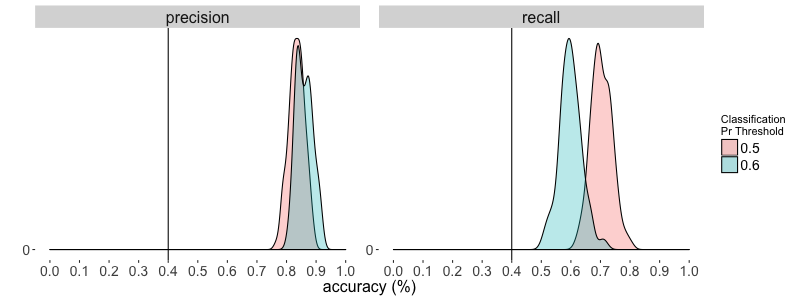 precision
recall
0
0
0.0 0.1 0.2 0.3 0.4 0.5 0.6 0.7 0.8 0.9 1.0
0.0 0.1 0.2 0.3 0.4 0.5 0.6 0.7 0.8 0.9 1.0
accuracy (%)
Classification
Pr Threshold
0.5
0.6